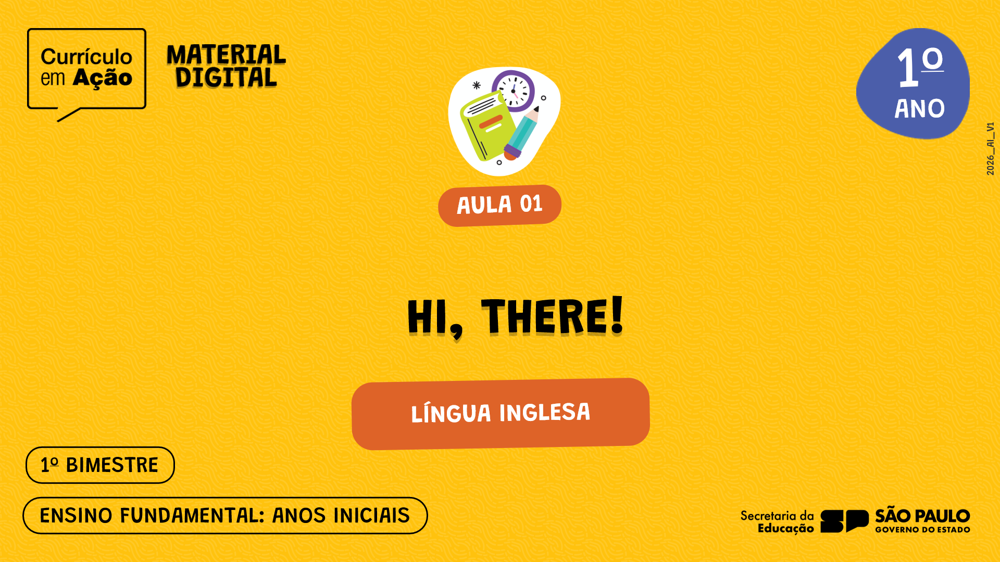 Currículo
em Ação
MATERIAL
DIGITAL
1º
ANO
2026_AI_V1
AULA 01
HI, THERE!
LÍNGUA INGLESA
1º BIMESTRE
ENSINO FUNDAMENTAL: ANOS INICIAIS
Secretaria da
Educação
SP
SÃO PAULO
GOVERNO DO ESTADO